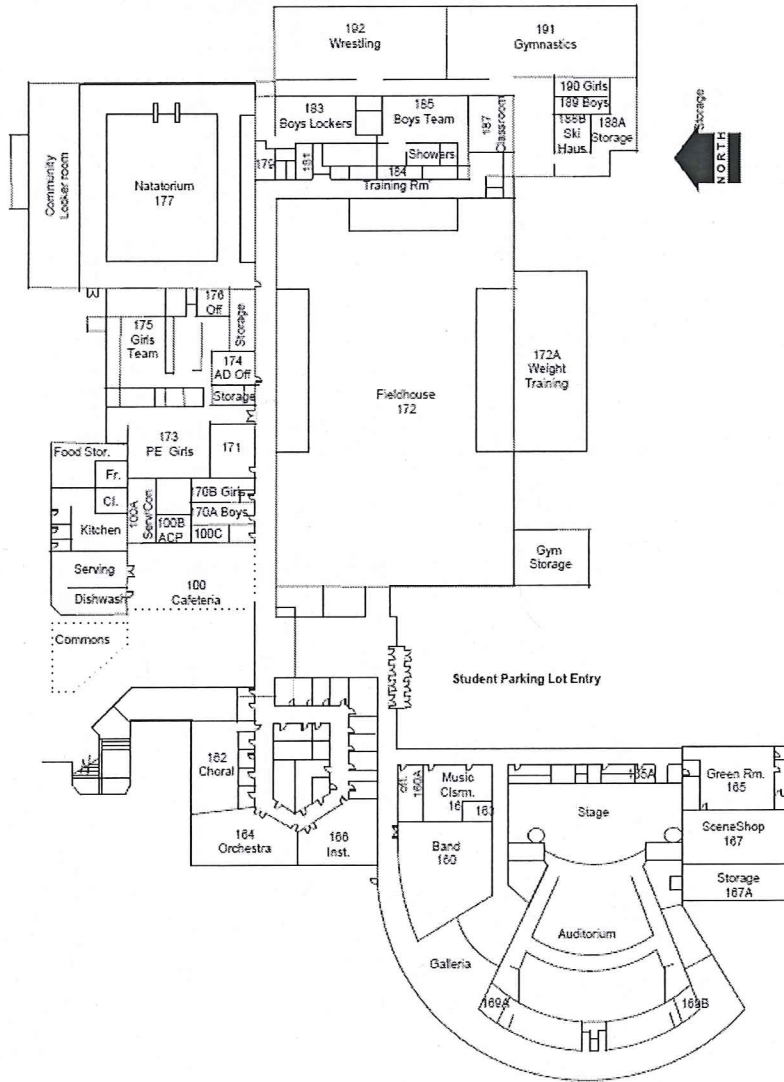 192
Wrestling
191
Gymnastics
190 Girls
189 Boys
188B
Ski
Haus.
188A
Storage
Storage
NORTH
183
Boys Lockers
185
Boys Team
187
Classroom
Showers
179
181
184
Training Rm
Community
Locker room
Natatorium
177
176
Off
Storage
175
Girls
Team
174
AD Off
Storage
Fieldhouse
172
172A
Weight
Training
173
PE Girls
171
Food Stor.
Fr.
Cl.
Kitchen
100A
Serv/Con
170B Girls
170A Boys
100B
ACP
100C
Gym
Storage
Serving
Dishwash
100
Cafeteria
Commons
Student Parking Lot Entry
162
Choral
164
Orchestra
166
Inst.
160A
Music
Clsrm.
163
Band
160
165A
Stage
Green Rm.
165
SceneShop
167
Storage
167A
Auditorium
Galleria
169A
169B